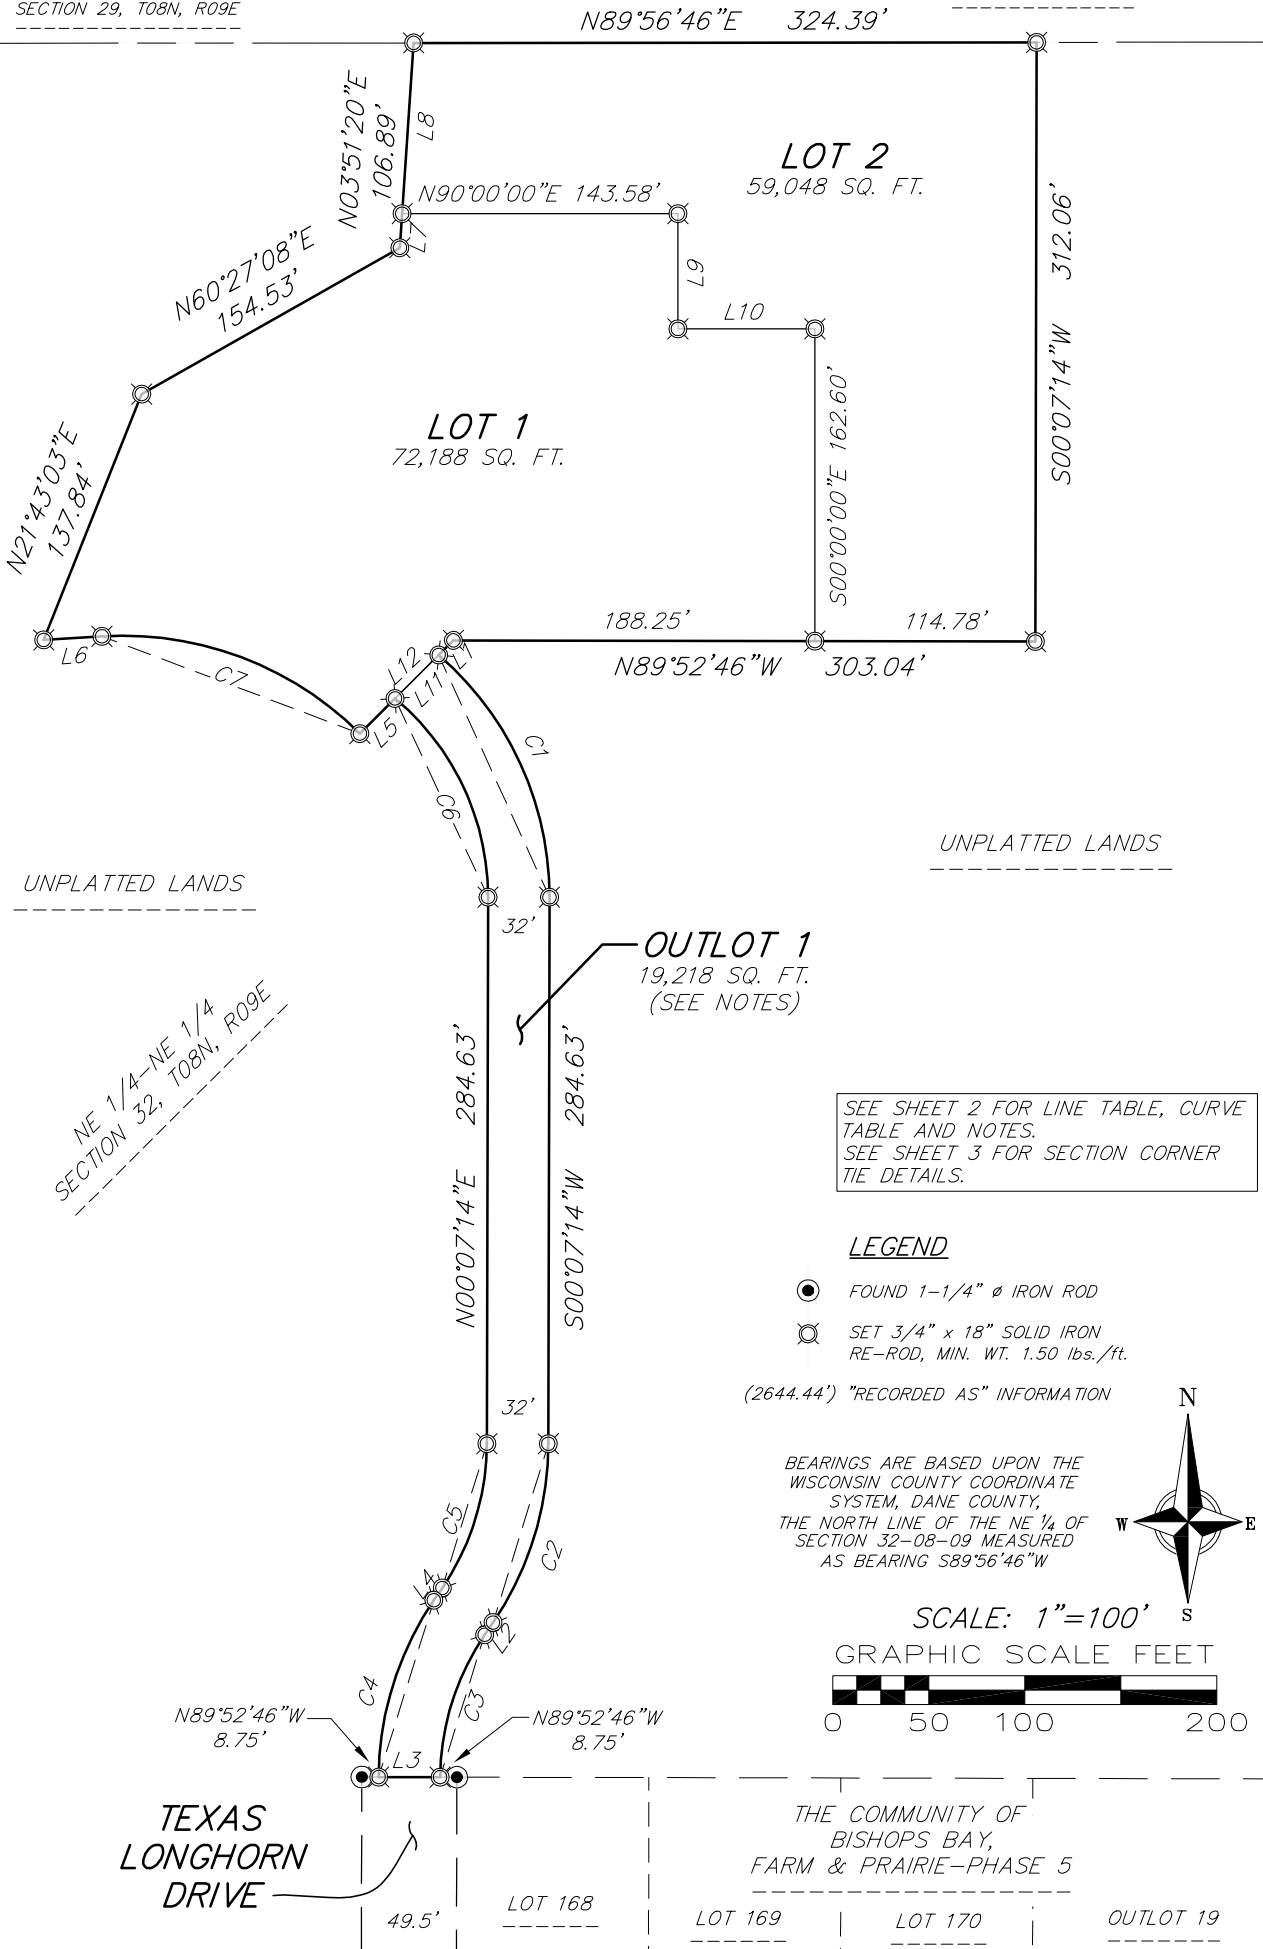 SECTION 29, T08N, R09E
N89°56'46"E 324.39'
N03°51'20"E
106.89'
L8
LOT 2
59,048 SQ. FT.
N90°00'00"E 143.58'
L7
312.06'
S00°07'14"W
N60°27'08"E
154.53'
L9
L10
LOT 1
72,188 SQ. FT.
S00°00'00"E 162.60'
N21°43'03"E
137.84'
188.25'
114.78'
N89°52'46"W 303.04'
L6
C7
L12
L1
L11
L5
C1
C6
UNPLATTED LANDS
UNPLATTED LANDS
32'
OUTLOT 1
19,218 SQ. FT.
(SEE NOTES)
NE 1/4-NE 1/4
SECTION 32, T08N, R09E
N00°07'14"E 284.63'
S00°07'14"W 284.63'
SEE SHEET 2 FOR LINE TABLE, CURVE
TABLE AND NOTES.
SEE SHEET 3 FOR SECTION CORNER
TIE DETAILS.
LEGEND
FOUND 1-1/4" ø IRON ROD
SET 3/4" x 18" SOLID IRON
RE-ROD, MIN. WT. 1.50 lbs./ft.
(2644.44') "RECORDED AS" INFORMATION
32'
BEARINGS ARE BASED UPON THE
WISCONSIN COUNTY COORDINATE
SYSTEM, DANE COUNTY,
THE NORTH LINE OF THE NE ¼ OF
SECTION 32-08-09 MEASURED
AS BEARING S89°56'46"W
N
W
E
S
C5
C2
L4
L2
SCALE: 1"=100'
GRAPHIC SCALE FEET
0 50 100 200
C4
C3
N89°52'46"W
8.75'
N89°52'46"W
8.75'
L3
TEXAS
LONGHORN
DRIVE
THE COMMUNITY OF
BISHOPS BAY,
FARM & PRAIRIE-PHASE 5
49.5'
LOT 168
LOT 169
LOT 170
OUTLOT 19